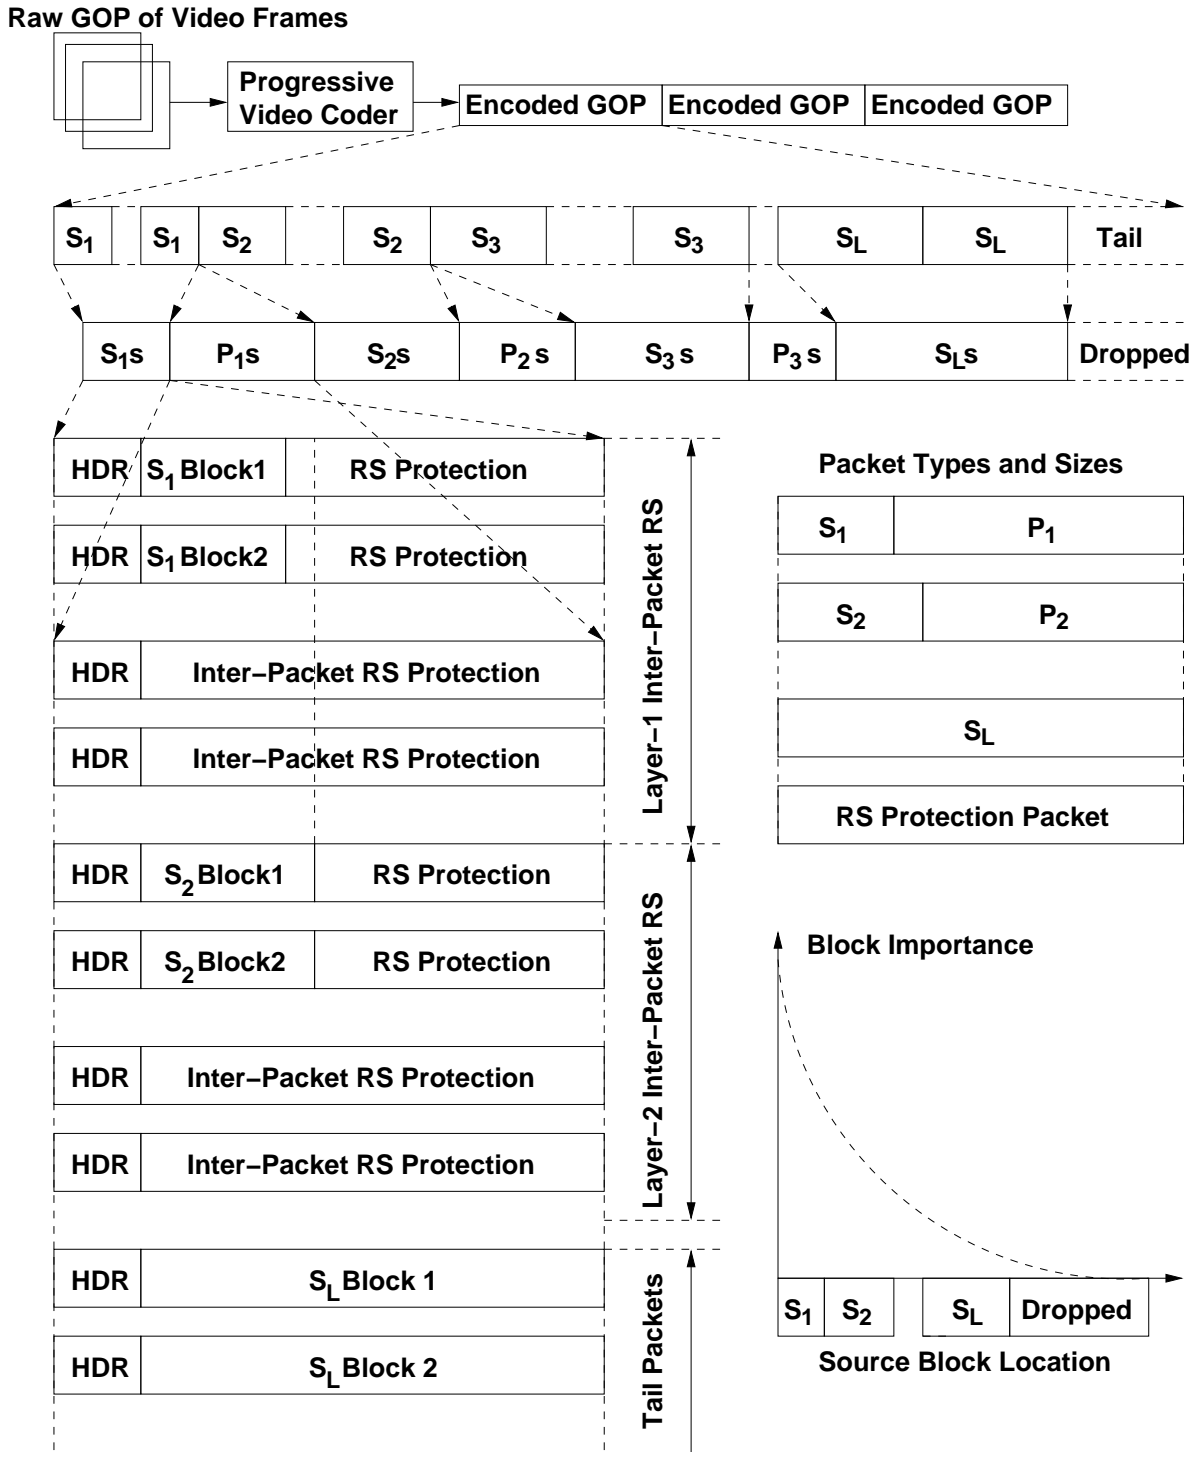 Raw GOP of Video Frames
Progressive
Video Coder
Encoded GOP Encoded GOP Encoded GOP
S1 S1 S2 S2 S3 S3 SL SL Tail
S1s P1s S2s P2s S3s P3s SLs Dropped
HDR S1 Block1 RS Protection
HDR S1 Block2 RS Protection
HDR Inter-Packet RS Protection
HDR Inter-Packet RS Protection
Layer-1 Inter-Packet RS
HDR S2 Block1 RS Protection
HDR S2 Block2 RS Protection
HDR Inter-Packet RS Protection
HDR Inter-Packet RS Protection
Layer-2 Inter-Packet RS
HDR SL Block 1
HDR SL Block 2
Tail Packets
Packet Types and Sizes
S1 P1
S2 P2
SL
RS Protection Packet
Block Importance
S1 S2 SL Dropped
Source Block Location